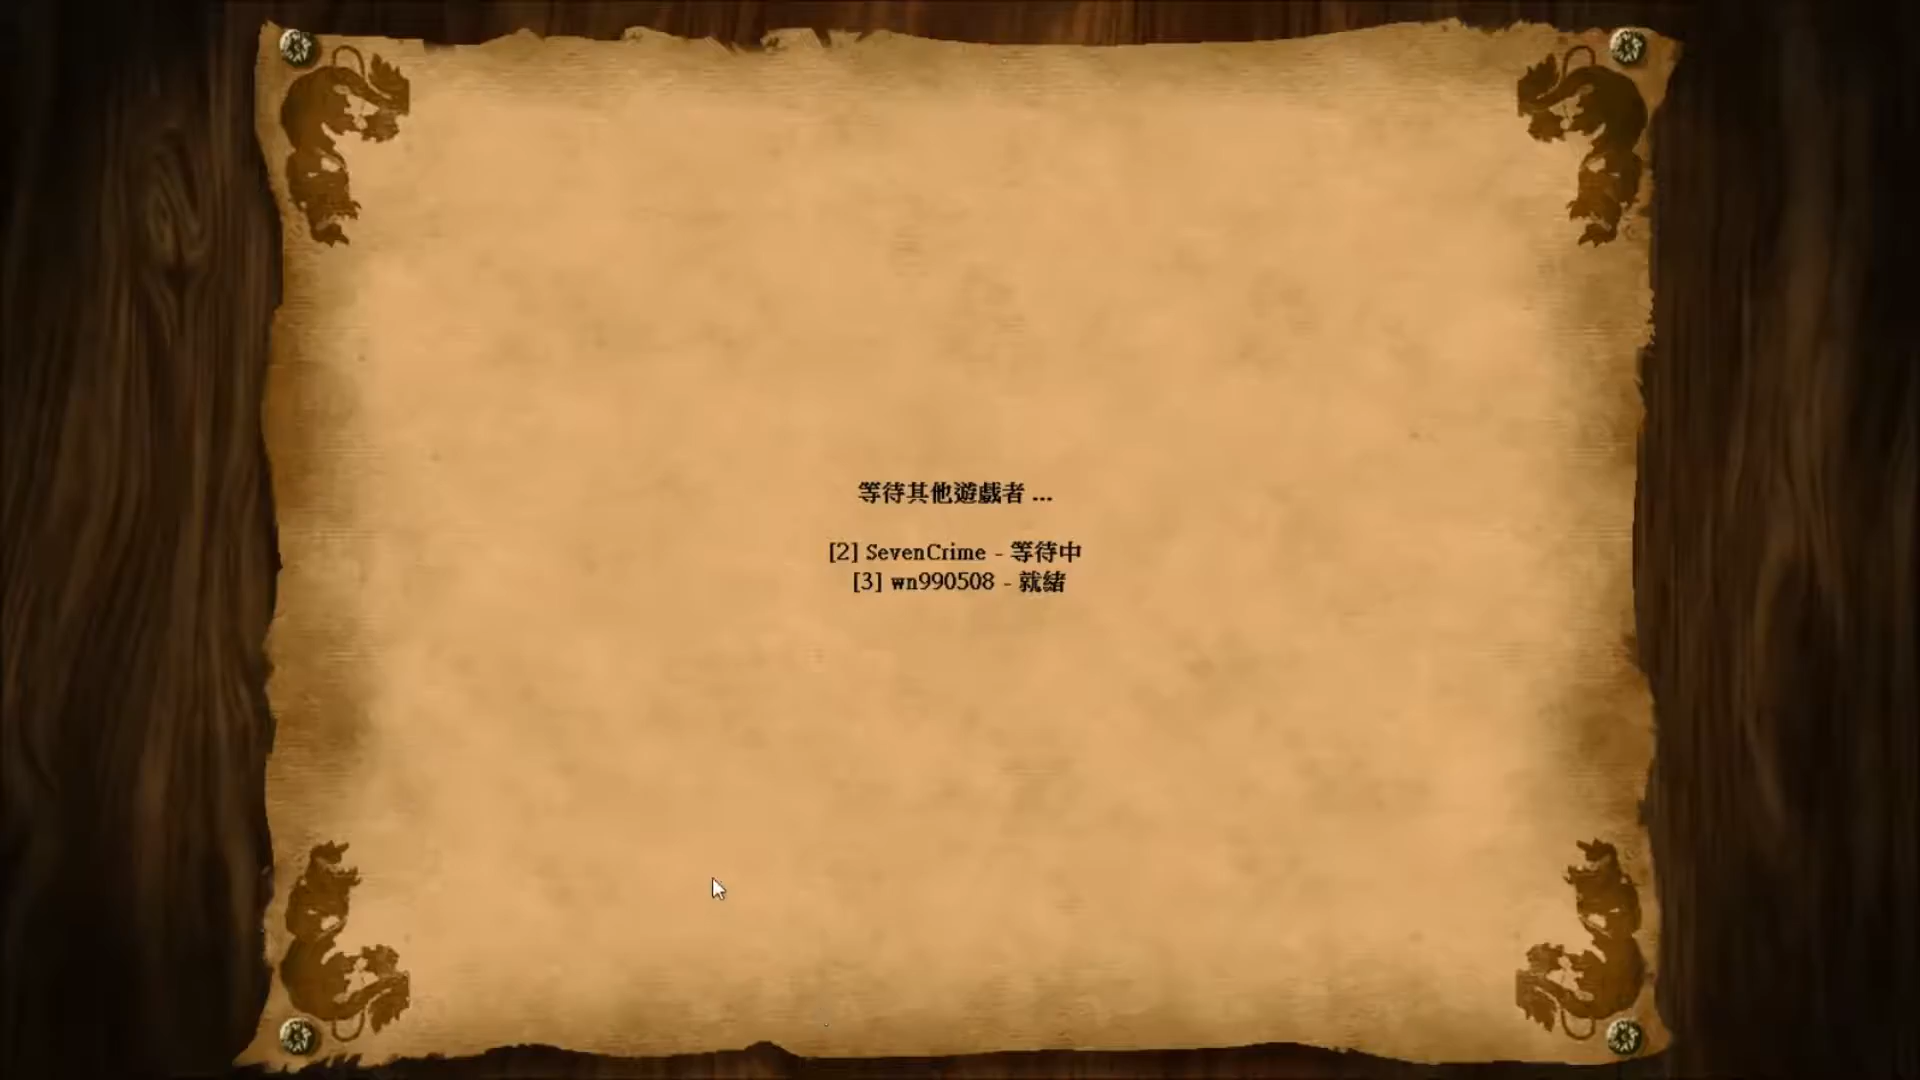 等待其他遊戲者 ...
[2] SevenCrime - 等待中
[3] wn990508 - 就緒